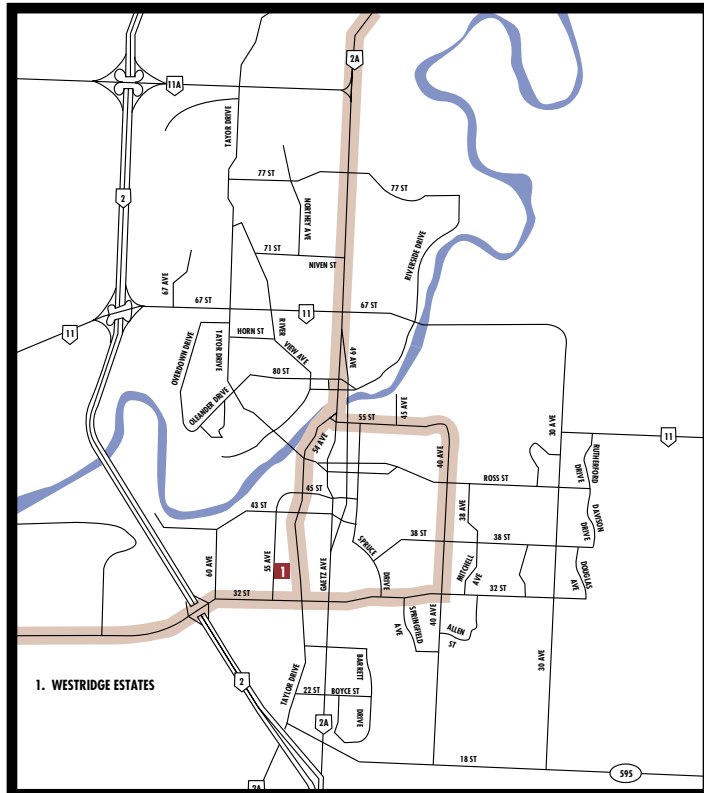 2A
11A
TAYOR DRIVE
77 ST
77 ST
2
NORTHEY AVE
71 ST
NIVEN ST
RIVERSIDE DRIVE
67 AVE
67 ST
11
67 ST
11
OVERDOWN DRIVE
TAYOR DRIVE
HORN ST
RIVER
VIEW AVE
49 AVE
80 ST
OLEANDER DRIVE
45 AVE
55 ST
54 AVE
40 AVE
30 AVE
11
RUTHERFORD
DRIVE
ROSS ST
45 ST
43 ST
38 AVE
DAVISON
DRIVE
SPRUCE
DRIVE
38 ST
38 ST
60 AVE
55 AVE
1
GAETZ AVE
MITCHELL
AVE
DOUGLAS
AVE
32 ST
32 ST
SPRINGFIELD
AVE
40 AVE
ALLEN
ST
30 AVE
BARRETT
DRIVE
1. WESTRIDGE ESTATES
2
TAYLOR DRIVE
22 ST
BOYCE ST
2A
18 ST
595
2A